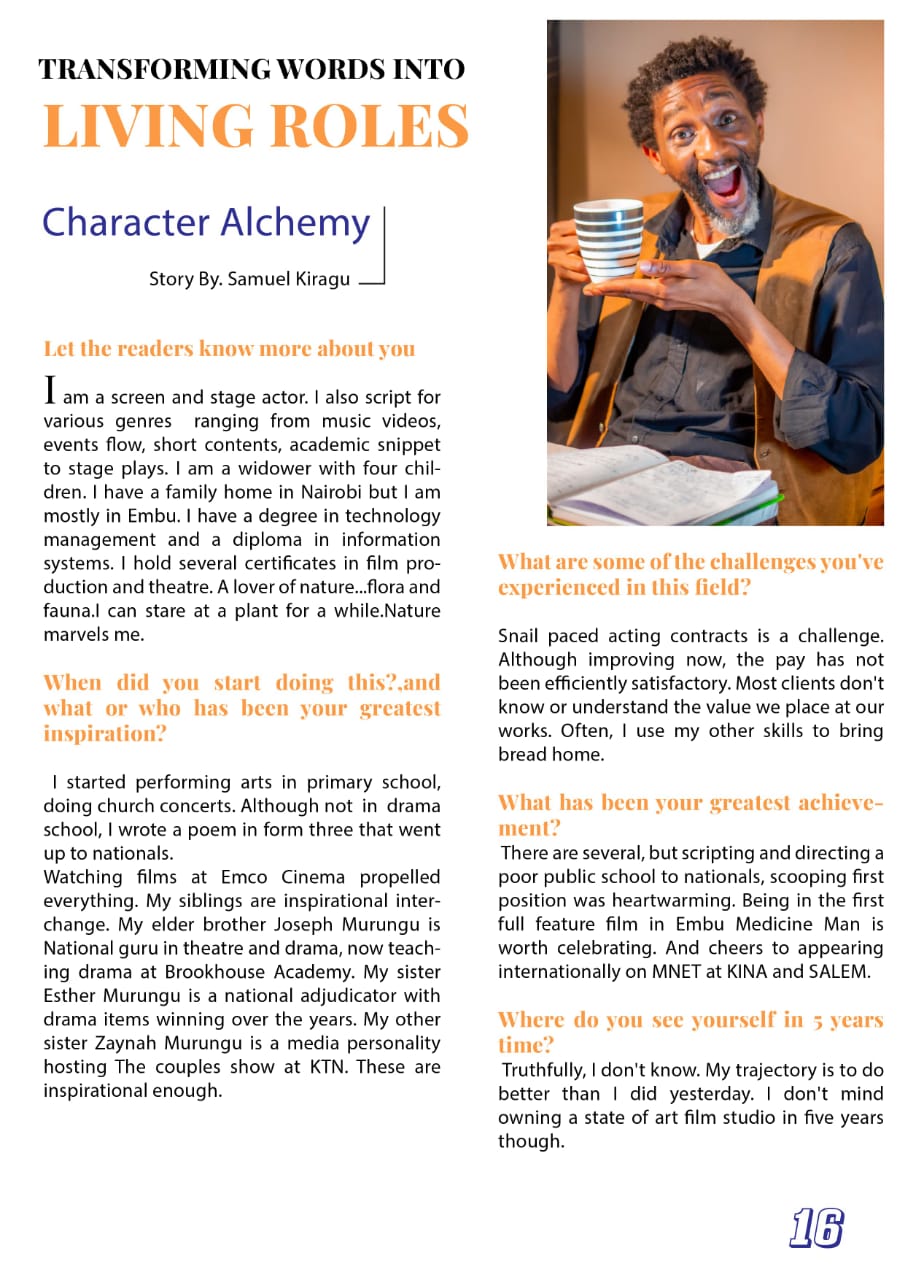 TRANSFORMING WORDS INTO
LIVING ROLES
Character Alchemy
Story By. Samuel Kiragu
Let the readers know more about you
I am a screen and stage actor. I also script for
various genres ranging from music videos,
events flow, short contents, academic snippet
to stage plays. I am a widower with four chil-
dren. I have a family home in Nairobi but I am
mostly in Embu. I have a degree in technology
management and a diploma in information
systems. I hold several certificates in film pro-
duction and theatre. A lover of nature...flora and
fauna.I can stare at a plant for a while.Nature
marvels me.
When did you start doing this?,and
what or who has been your greatest
inspiration?
I started performing arts in primary school,
doing church concerts. Although not in drama
school, I wrote a poem in form three that went
up to nationals.
Watching films at Emco Cinema propelled
everything. My siblings are inspirational inter-
change. My elder brother Joseph Murungu is
National guru in theatre and drama, now teach-
ing drama at Brookhouse Academy. My sister
Esther Murungu is a national adjudicator with
drama items winning over the years. My other
sister Zaynah Murungu is a media personality
hosting The couples show at KTN. These are
inspirational enough.
What are some of the challenges you've
experienced in this field?
Snail paced acting contracts is a challenge.
Although improving now, the pay has not
been efficiently satisfactory. Most clients don't
know or understand the value we place at our
works. Often, I use my other skills to bring
bread home.
What has been your greatest achieve-
ment?
There are several, but scripting and directing a
poor public school to nationals, scooping first
position was heartwarming. Being in the first
full feature film in Embu Medicine Man is
worth celebrating. And cheers to appearing
internationally on MNET at KINA and SALEM.
Where do you see yourself in 5 years
time?
Truthfully, I don't know. My trajectory is to do
better than I did yesterday. I don't mind
owning a state of art film studio in five years
though.
16